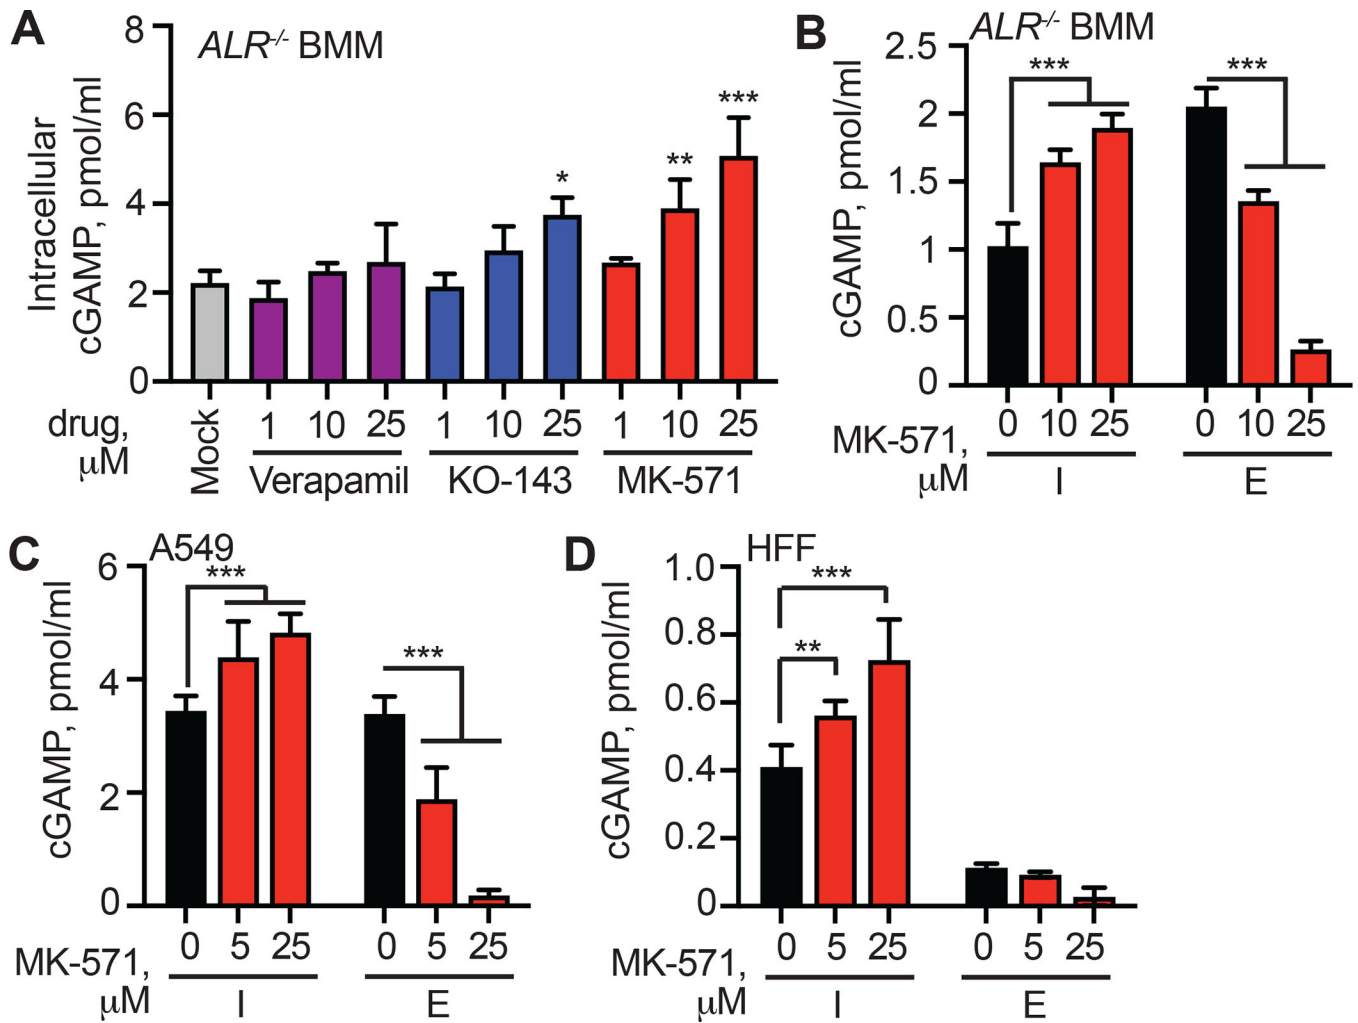 A
ALR-/- BMM
Intracellular
cGAMP, pmol/ml
8
6
4
2
0
*
**
***
drug,
μM
Mock
1 10 25 1 10 25 1 10 25
Verapamil KO-143 MK-571
B
ALR-/- BMM
cGAMP, pmol/ml
2.5
2
1.5
1
0.5
0
*** ***
MK-571,
μM
0 10 25 0 10 25
I E
C
A549
cGAMP, pmol/ml
6
4
2
0
***
***
MK-571,
μM
0 5 25 0 5 25
I E
D
HFF
cGAMP, pmol/ml
1.0
0.8
0.6
0.4
0.2
0
***
**
MK-571,
μM
0 5 25 0 5 25
I E